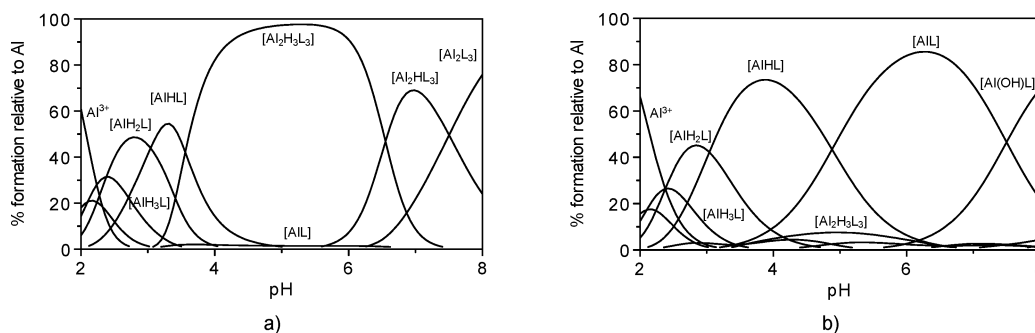 100
80
60
40
20
0
% formation relative to Al
Al³⁺
[AlH₂L]
[AlHL]
[AlH₃L]
[Al₂H₃L₃]
[AlL]
[Al₂HL₃]
[Al₂L₃]
2 4 6 8
pH
a)
100
80
60
40
20
0
% formation relative to Al
Al³⁺
[AlH₂L]
[AlHL]
[AlH₃L]
[Al₂H₃L₃]
[AlL]
[Al(OH)L]
2 4 6
pH
b)